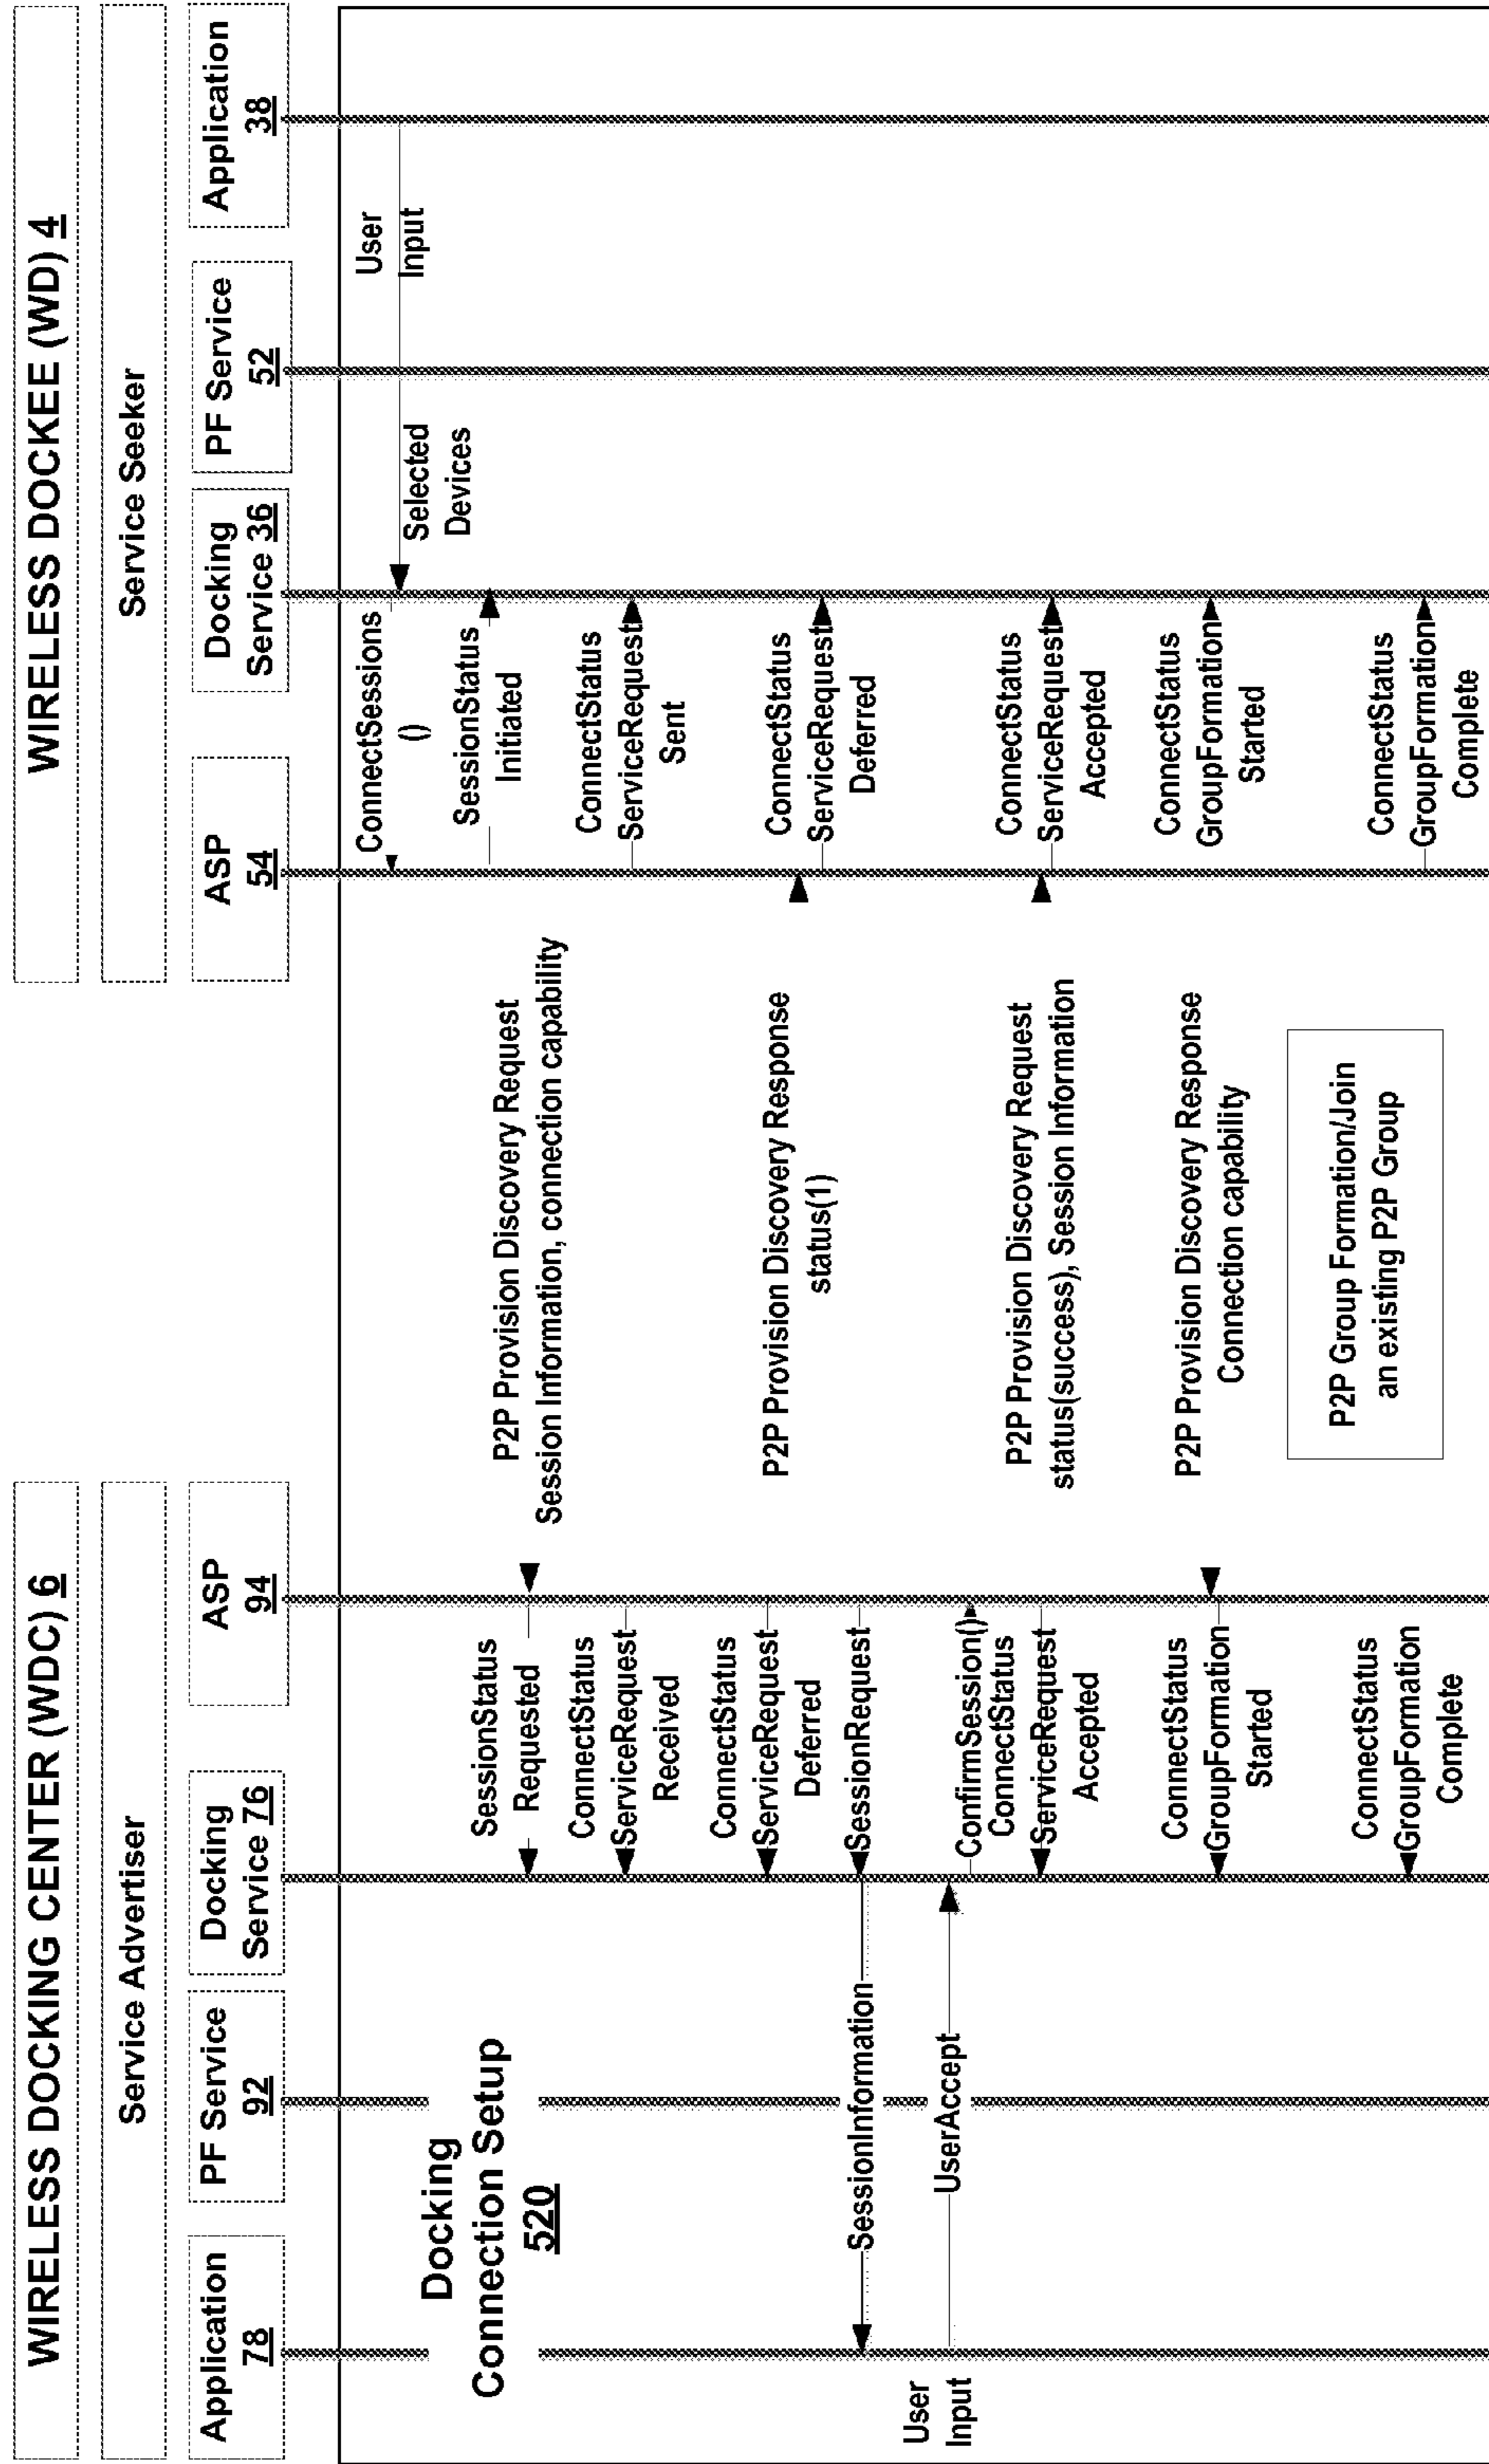 WIRELESS DOCKING CENTER (WDC) 6
WIRELESS DOCKEE (WD) 4
Service Advertiser
Service Seeker
Application
78
PF Service
92
Docking
Service 76
ASP
94
ASP
54
Docking
Service 36
PF Service
52
Application
38
Docking
Connection Setup
520
User
Input
Selected
Devices
ConnectSessions
()
SessionStatus
Initiated
P2P Provision Discovery Request
Session Information, connection capability
SessionStatus
Requested
ConnectStatus
ServiceRequest
Sent
ConnectStatus
ServiceRequest
Received
ConnectStatus
ServiceRequest
Deferred
P2P Provision Discovery Response
status(1)
ConnectStatus
ServiceRequest
Deferred
SessionRequest
SessionInformation
User
Input
UserAccept
ConfirmSession()
ConnectStatus
ServiceRequest
Accepted
P2P Provision Discovery Request
status(success), Session Information
ConnectStatus
ServiceRequest
Accepted
P2P Provision Discovery Response
Connection capability
ConnectStatus
GroupFormation
Started
ConnectStatus
GroupFormation
Started
P2P Group Formation/Join
an existing P2P Group
ConnectStatus
GroupFormation
Complete
ConnectStatus
GroupFormation
Complete